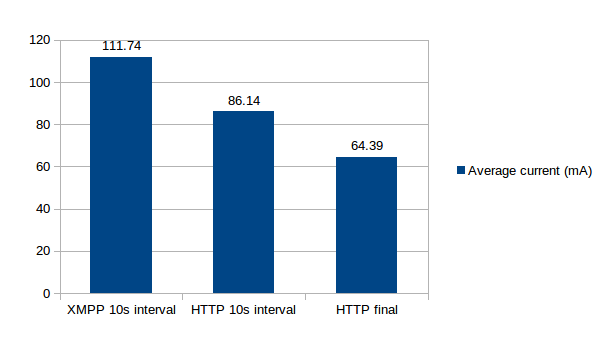 120
100
80
60
40
20
0
111.74
86.14
64.39
XMPP 10s interval
HTTP 10s interval
HTTP final
Average current (mA)